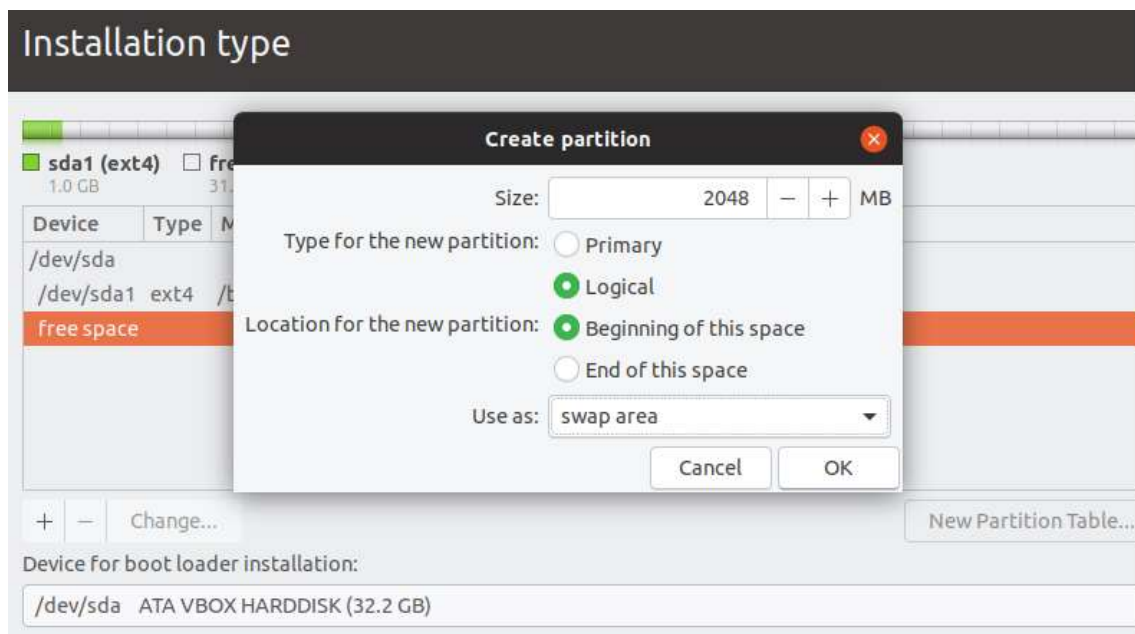 Installation type
Create partition
sda1 (ext4) fre
1.0 GB 31.
Size: 2048 − + MB
Device Type M
Type for the new partition: Primary
/dev/sda
Logical
/dev/sda1 ext4 /b
Location for the new partition: Beginning of this space
free space
End of this space
Use as: swap area
Cancel OK
+ − Change... New Partition Table...
Device for boot loader installation:
/dev/sda ATA VBOX HARDDISK (32.2 GB)